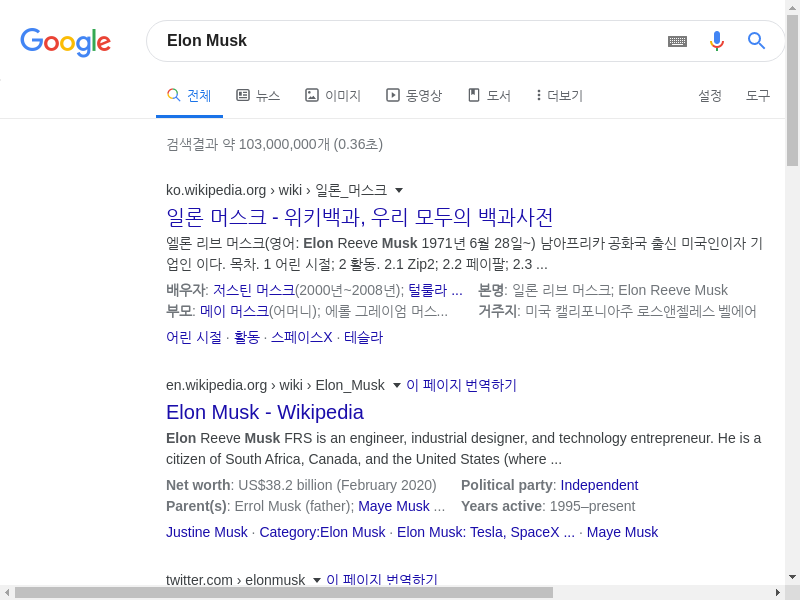 Google
Elon Musk
전체 뉴스 이미지 동영상 도서 더보기 설정 도구
검색결과 약 103,000,000개 (0.36초)
ko.wikipedia.org › wiki › 일론_머스크
일론 머스크 - 위키백과, 우리 모두의 백과사전
엘론 리브 머스크(영어: Elon Reeve Musk 1971년 6월 28일~) 남아프리카 공화국 출신 미국인이자 기
업인 이다. 목차. 1 어린 시절; 2 활동. 2.1 Zip2; 2.2 페이팔; 2.3 ...
배우자: 저스틴 머스크(2000년~2008년); 털룰라 ... 본명: 일론 리브 머스크; Elon Reeve Musk
부모: 메이 머스크(어머니); 에롤 그레이엄 머스... 거주지: 미국 캘리포니아주 로스앤젤레스 벨에어
어린 시절 · 활동 · 스페이스X · 테슬라
en.wikipedia.org › wiki › Elon_Musk 이 페이지 번역하기
Elon Musk - Wikipedia
Elon Reeve Musk FRS is an engineer, industrial designer, and technology entrepreneur. He is a
citizen of South Africa, Canada, and the United States (where ...
Net worth: US$38.2 billion (February 2020) Political party: Independent
Parent(s): Errol Musk (father); Maye Musk ... Years active: 1995–present
Justine Musk · Category:Elon Musk · Elon Musk: Tesla, SpaceX ... · Maye Musk
twitter.com › elonmusk 이 페이지 번역하기